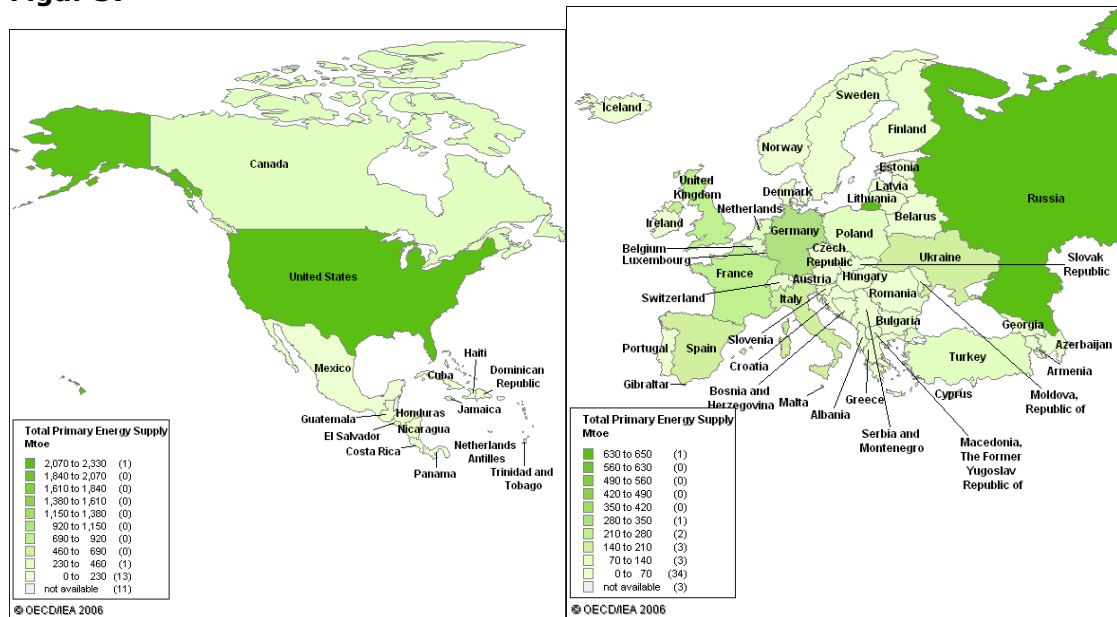 Canada
United States
Mexico
Haiti
Cuba
Dominican
Republic
Jamaica
Honduras
Guatemala
Nicaragua
El Salvador
Costa Rica
Netherlands
Antilles
Panama
Trinidad and
Tobago
Total Primary Energy Supply
Mtoe
2,070 to 2,330 (1)
1,840 to 2,070 (0)
1,610 to 1,840 (0)
1,380 to 1,610 (0)
1,150 to 1,380 (0)
920 to 1,150 (0)
690 to 920 (0)
460 to 690 (0)
230 to 460 (1)
0 to 230 (13)
not available (11)
© OECD/IEA 2006
Iceland
Sweden
Finland
Norway
Estonia
United
Kingdom
Denmark
Latvia
Lithuania
Russia
Netherlands
Ireland
Belarus
Germany
Poland
Belgium
Luxembourg
Czech
Republic
Ukraine
Slovak
Republic
France
Austria
Hungary
Switzerland
Italy
Romania
Bulgaria
Georgia
Slovenia
Azerbaijan
Portugal
Spain
Croatia
Turkey
Armenia
Gibraltar
Bosnia and
Herzegovina
Malta
Greece
Cyprus
Moldova,
Republic of
Albania
Serbia and
Montenegro
Macedonia,
The Former
Yugoslav
Republic of
Total Primary Energy Supply
Mtoe
630 to 650 (1)
560 to 630 (0)
490 to 560 (0)
420 to 490 (0)
350 to 420 (0)
280 to 350 (1)
210 to 280 (2)
140 to 210 (3)
70 to 140 (3)
0 to 70 (34)
not available (3)
© OECD/IEA 2006